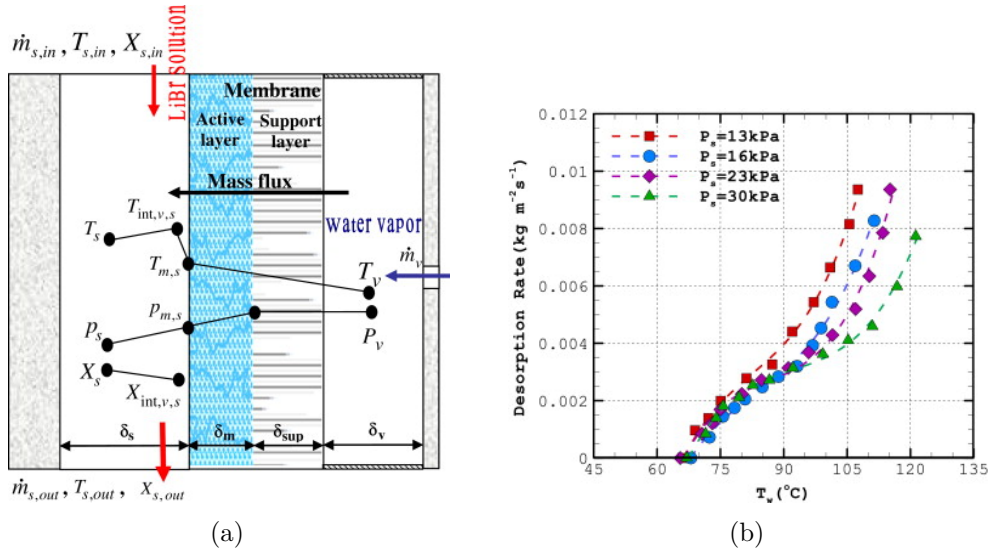 ṁs,in , Ts,in , Xs,in
LiBr Solution
Membrane
Active
layer
Support
layer
Mass flux
Water vapor
ṁv
Ts
Tint,v,s
Tm,s
Tv
pm,s
ps
Pv
Xs
Xint,v,s
δs
δm
δsup
δv
ṁs,out , Ts,out , Xs,out
(a)
Desorption Rate(kg m⁻²s⁻¹)
0.012
0.01
0.008
0.006
0.004
0.002
0
Ps=13kPa
Ps=16kPa
Ps=23kPa
Ps=30kPa
45 60 75 90 105 120 135
Tw(°C)
(b)